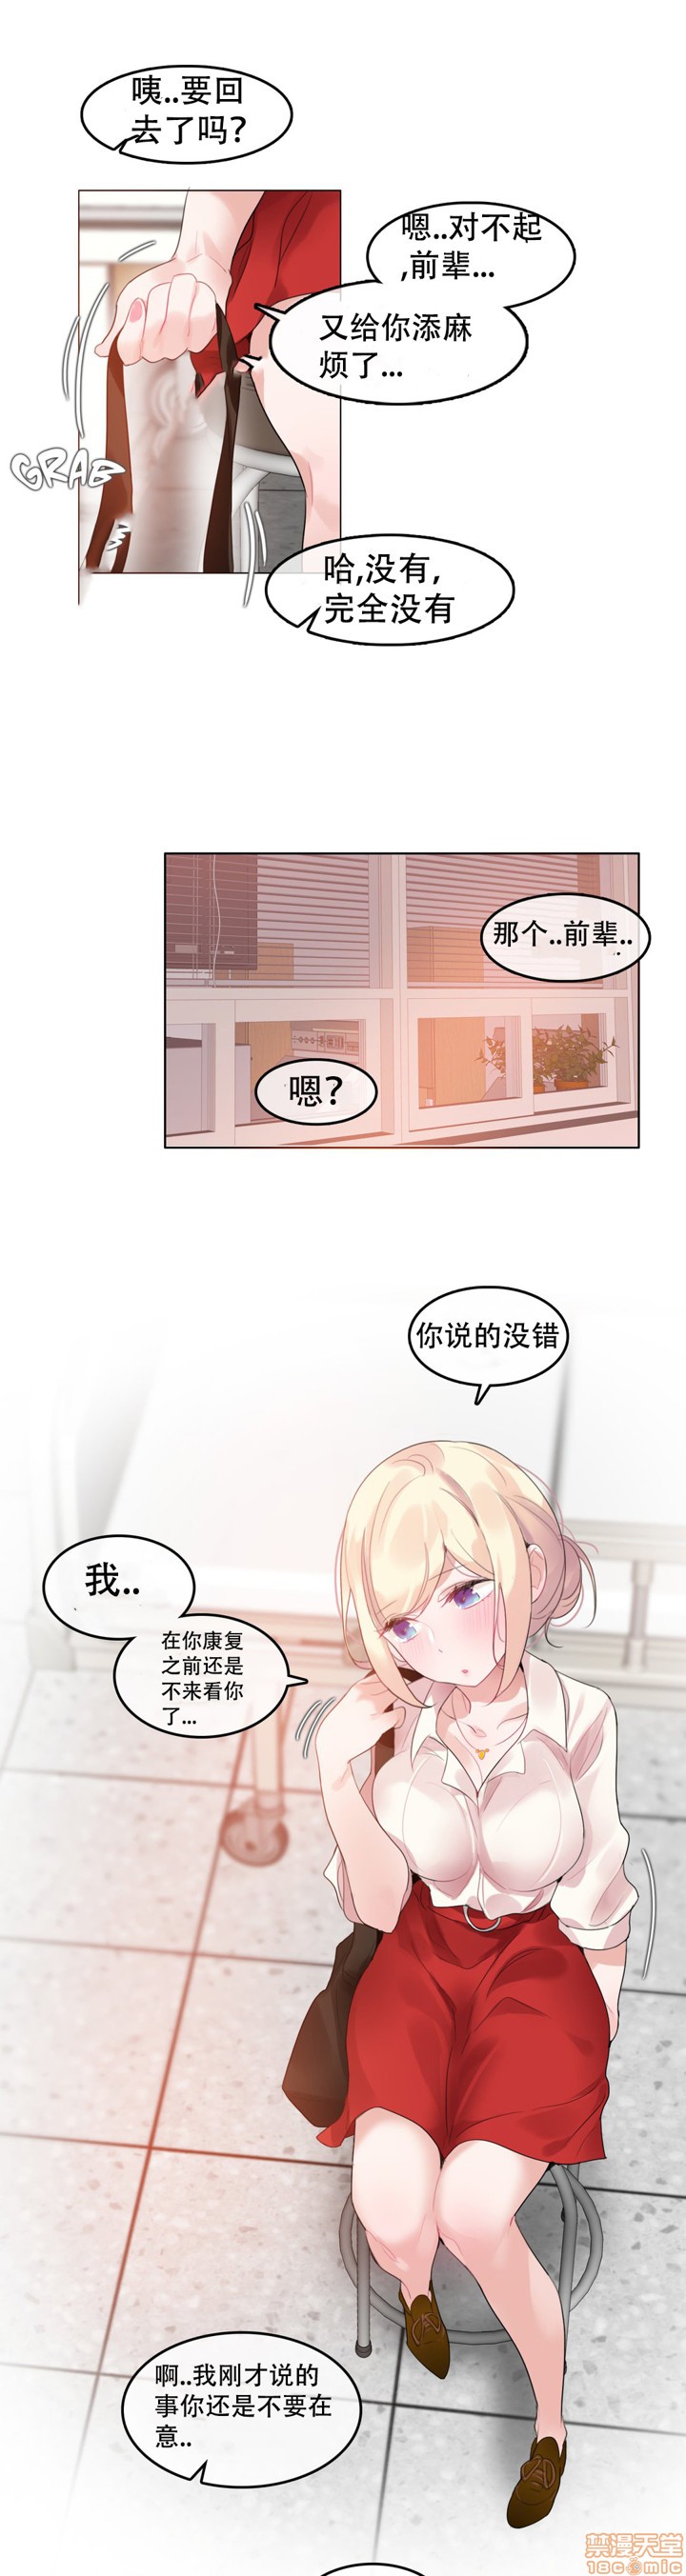 咦..要回
去了吗？
嗯..对不起
,前辈...
又给你添麻
烦了...
GRAB
哈,没有,
完全没有
那个..前辈..
嗯？
你说的没错
我..
在你康复
之前还是
不来看你
了...
啊..我刚才说的
事你还是不要在
意..
禁漫天堂
18comic